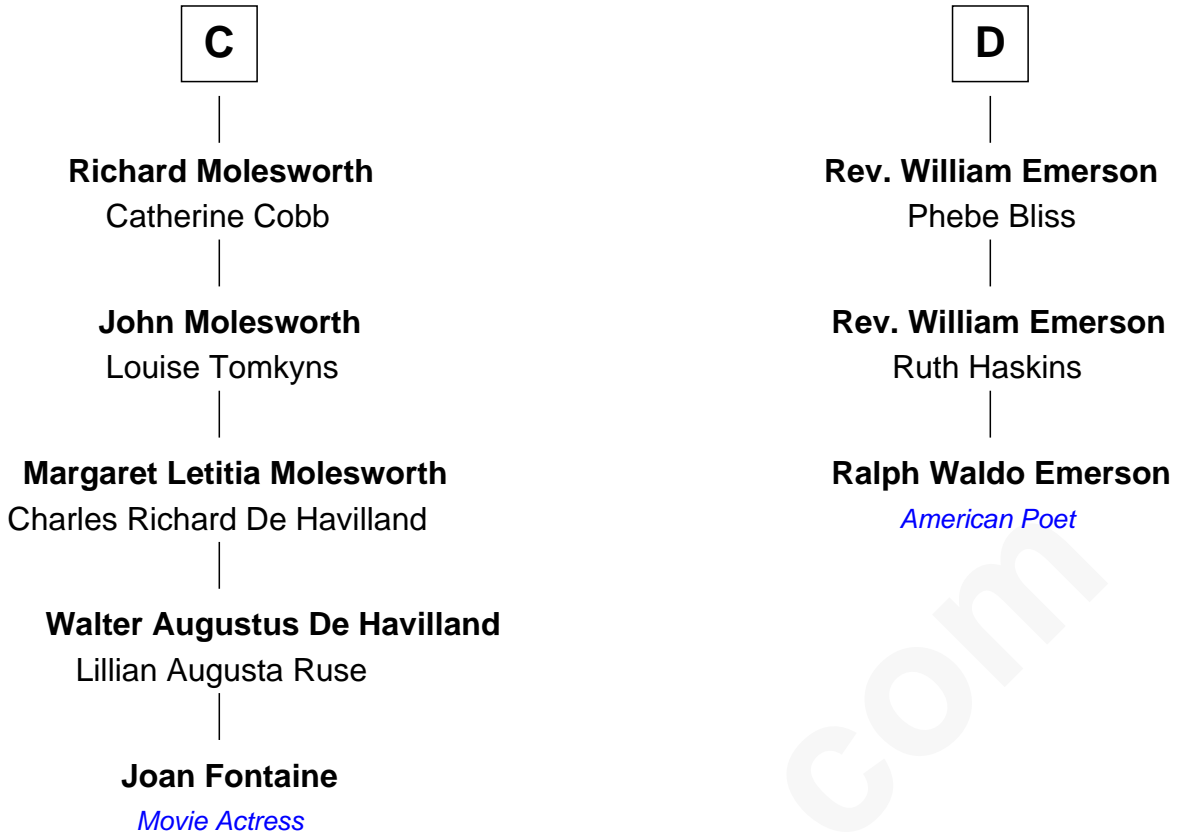 C
Richard Molesworth
Catherine Cobb
John Molesworth
Louise Tomkyns
Margaret Letitia Molesworth
Charles Richard De Havilland
Walter Augustus De Havilland
Lillian Augusta Ruse
Joan Fontaine
Movie Actress
D
Rev. William Emerson
Phebe Bliss
Rev. William Emerson
Ruth Haskins
Ralph Waldo Emerson
American Poet
com